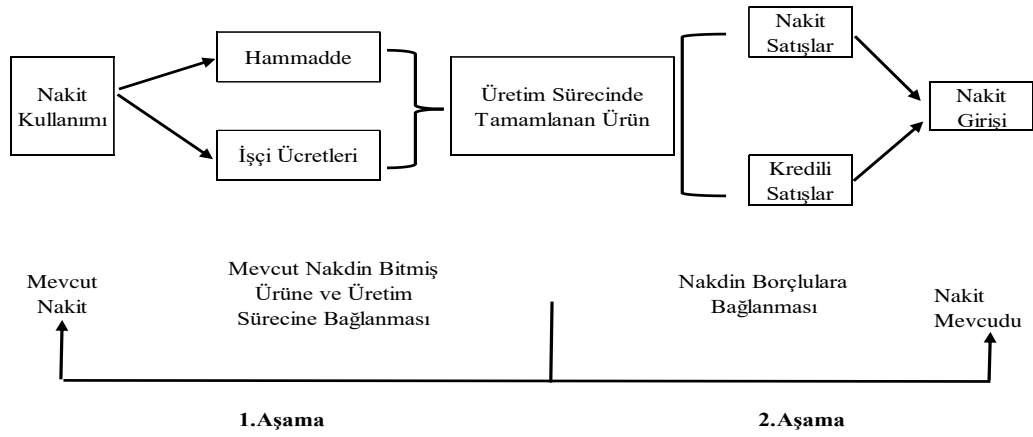 Nakit
Kullanımı
Hammadde
İşçi Ücretleri
Üretim Sürecinde
Tamamlanan Ürün
Nakit
Satışlar
Kredili
Satışlar
Nakit
Girişi
Mevcut
Nakit
Mevcut Nakdin Bitmiş
Ürüne ve Üretim
Sürecine Bağlanması
Nakdin Borçlulara
Bağlanması
Nakit
Mevcudu
1.Aşama
2.Aşama